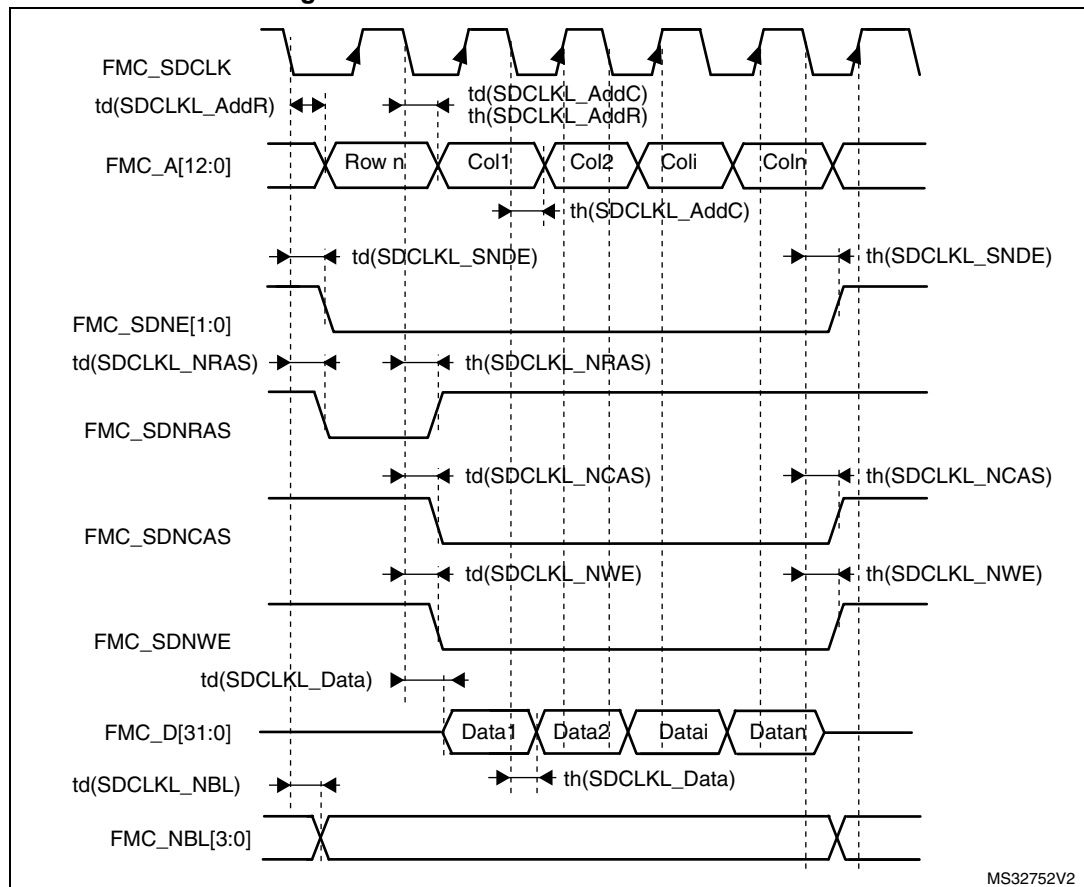 FMC_SDCLK
td(SDCLKL_AddR)
td(SDCLKL_AddC)
th(SDCLKL_AddR)
FMC_A[12:0]
Row n
Col1
Col2
Coli
Coln
th(SDCLKL_AddC)
td(SDCLKL_SNDE)
th(SDCLKL_SNDE)
FMC_SDNE[1:0]
td(SDCLKL_NRAS)
th(SDCLKL_NRAS)
FMC_SDNRAS
td(SDCLKL_NCAS)
th(SDCLKL_NCAS)
FMC_SDNCAS
td(SDCLKL_NWE)
th(SDCLKL_NWE)
FMC_SDNWE
td(SDCLKL_Data)
FMC_D[31:0]
Data1
Data2
Datai
Datan
td(SDCLKL_NBL)
th(SDCLKL_Data)
FMC_NBL[3:0]
MS32752V2